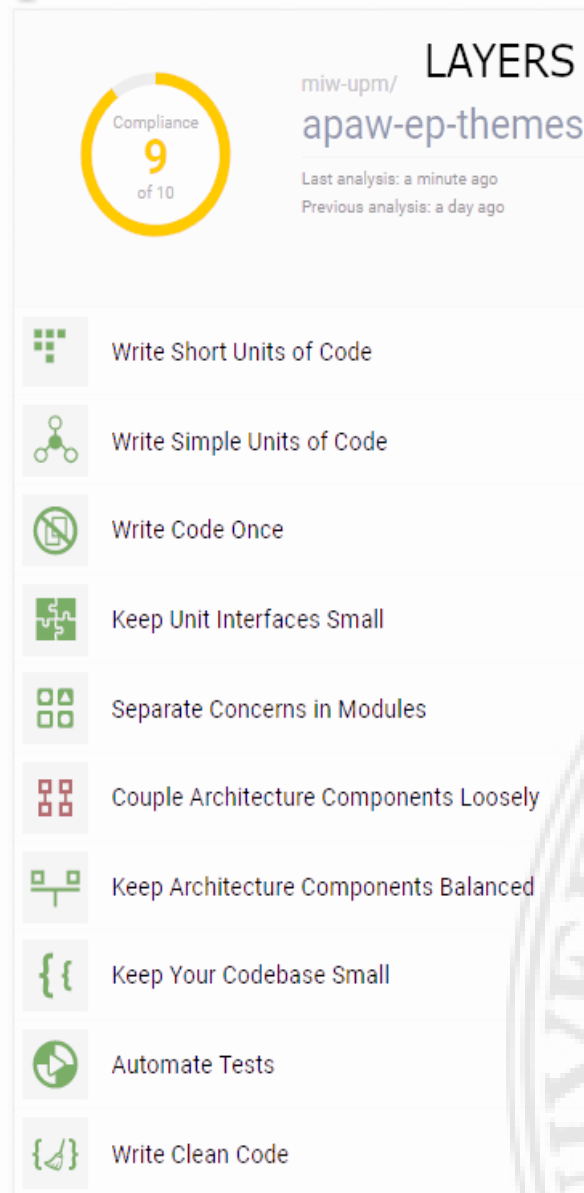 LAYERS
miw-upm/
apaw-ep-themes
Compliance
9
of 10
Last analysis: a minute ago
Previous analysis: a day ago
Write Short Units of Code
Write Simple Units of Code
Write Code Once
Keep Unit Interfaces Small
Separate Concerns in Modules
Couple Architecture Components Loosely
Keep Architecture Components Balanced
Keep Your Codebase Small
Automate Tests
Write Clean Code